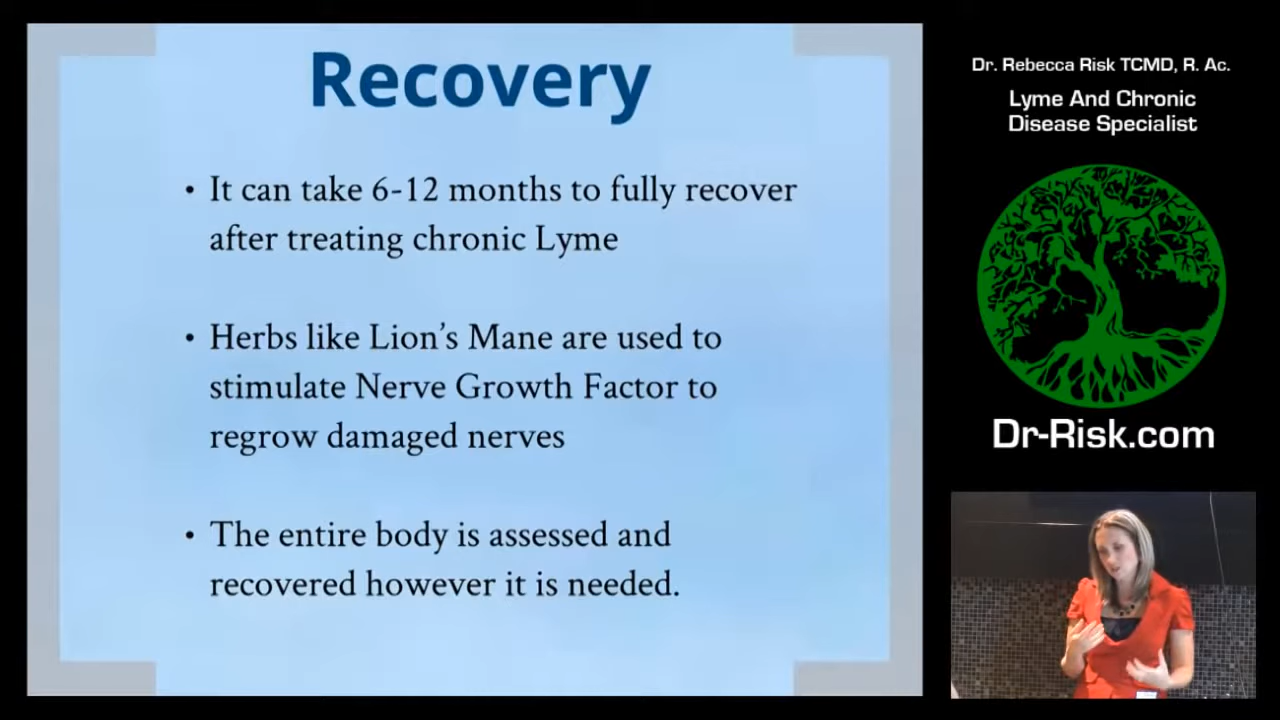 Recovery
• It can take 6-12 months to fully recover
after treating chronic Lyme
• Herbs like Lion’s Mane are used to
stimulate Nerve Growth Factor to
regrow damaged nerves
• The entire body is assessed and
recovered however it is needed.
Dr. Rebecca Risk TCMD, R. Ac.
Lyme And Chronic
Disease Specialist
Dr-Risk.com